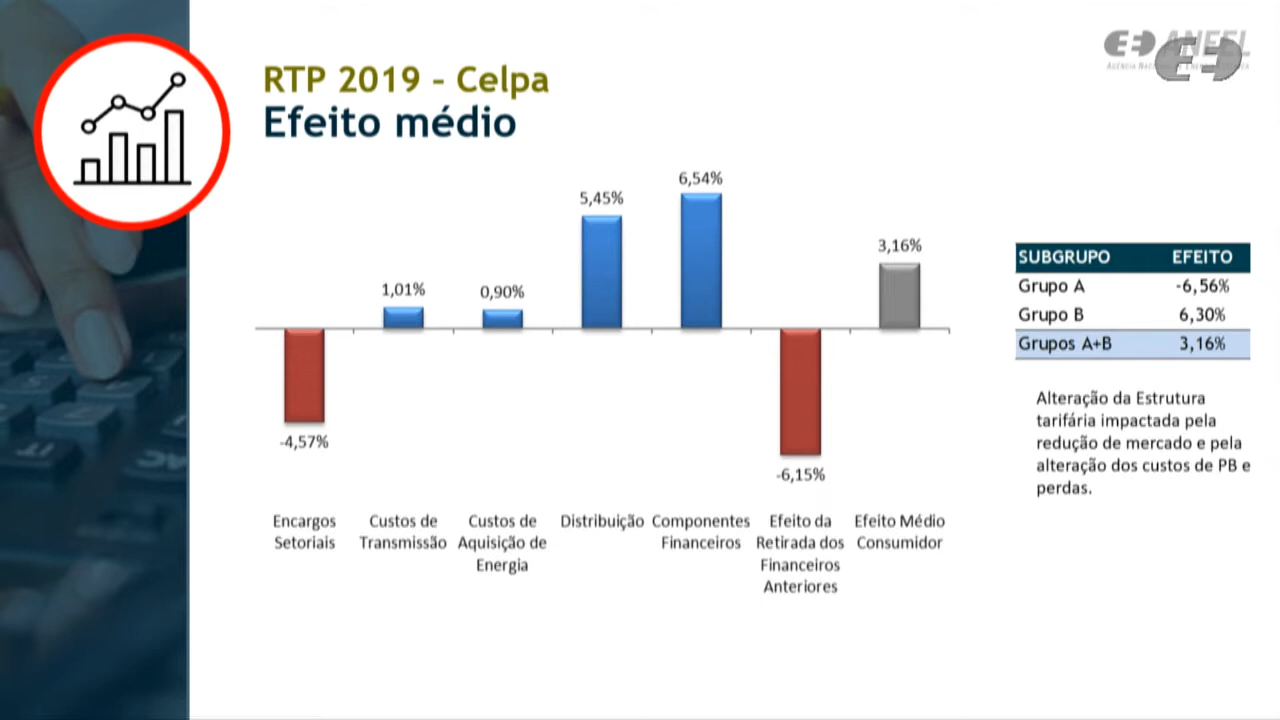 RTP 2019 - Celpa
Efeito médio
ANEEL
6,54%
5,45%
3,16%
1,01%
0,90%
-4,57%
-6,15%
Encargos
Setoriais
Custos de
Transmissão
Custos de
Aquisição de
Energia
Distribuição
Componentes
Financeiros
Efeito da
Retirada dos
Financeiros
Anteriores
Efeito Médio
Consumidor
SUBGRUPO EFEITO
Grupo A -6,56%
Grupo B 6,30%
Grupos A+B 3,16%
Alteração da Estrutura
tarifária impactada pela
redução de mercado e pela
alteração dos custos de PB e
perdas.